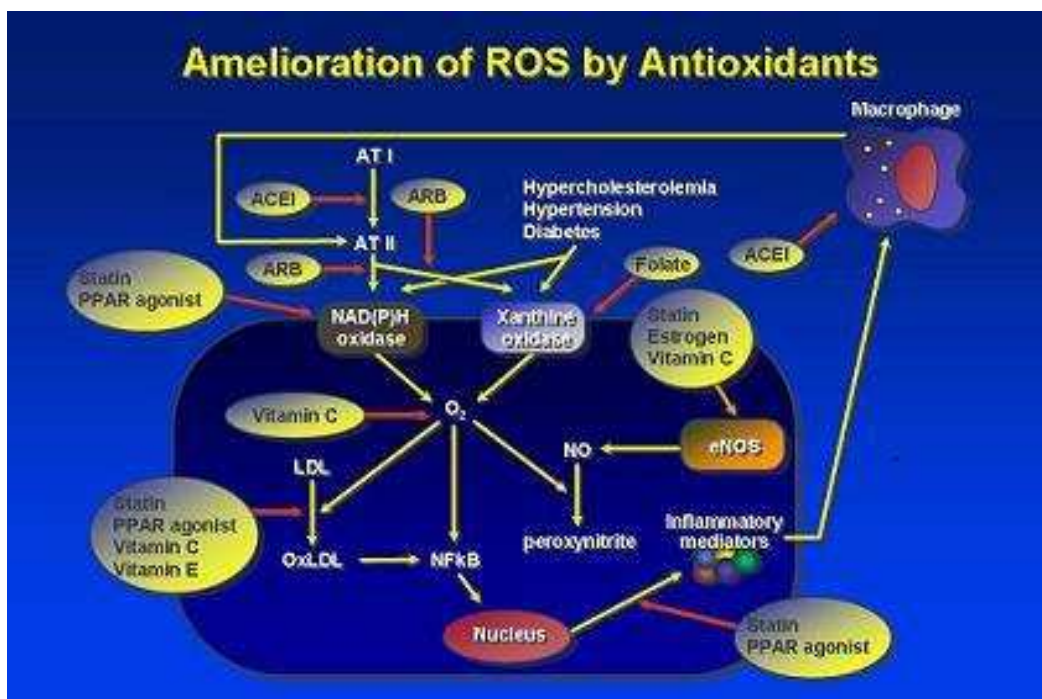 Amelioration of ROS by Antioxidants
Macrophage
AT I
ACEI
ARB
Hypercholesterolemia
Hypertension
Diabetes
AT II
ARB
Folate
ACEI
Statin
PPAR agonist
NAD(P)H
oxidase
Xanthine
oxidase
Statin
Estrogen
Vitamin C
Vitamin C
O2
NO
eNOS
LDL
Statin
PPAR agonist
Vitamin C
Vitamin E
OxLDL
NFkB
peroxynitrite
Inflammatory
mediators
Nucleus
Statin
PPAR agonist